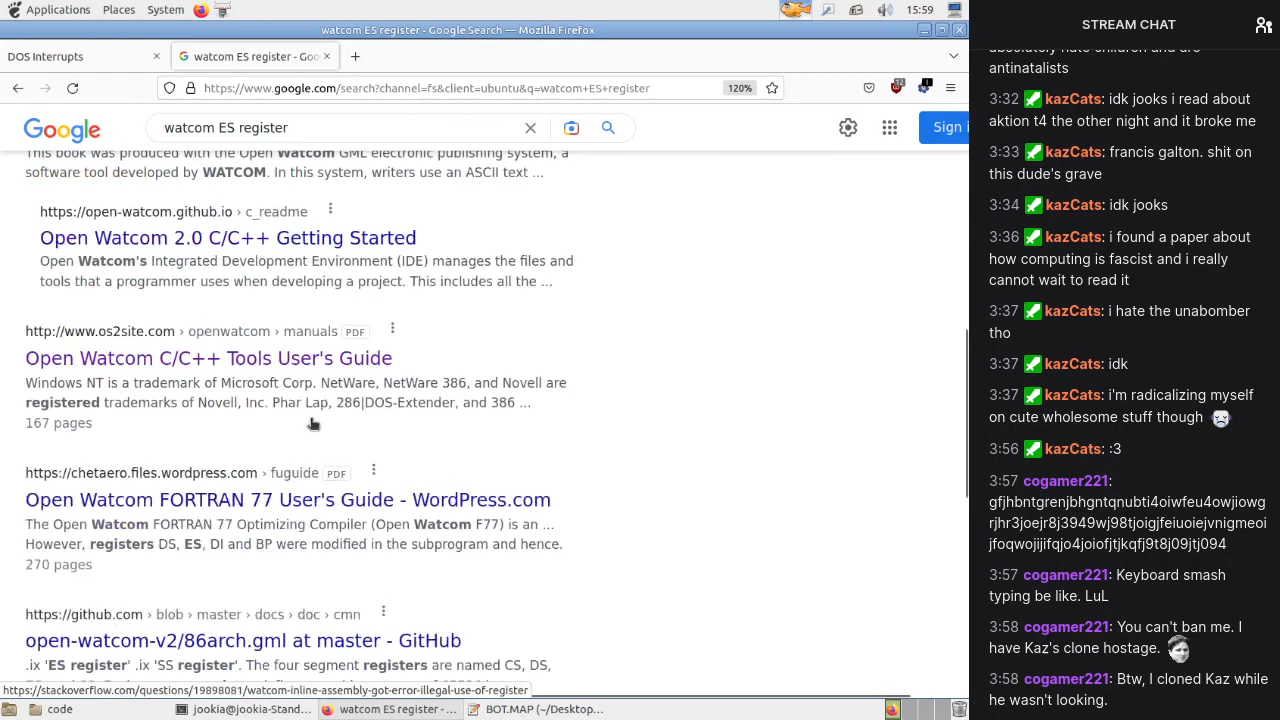 Applications Places System 15:59
watcom ES register - Google Search — Mozilla Firefox
DOS Interrupts
watcom ES register - Goo
https://www.google.com/search?channel=fs&client=ubuntu&q=watcom+ES+register 120% 12
Google watcom ES register Sign i
This book was produced with the Open Watcom GML electronic publishing system, a
software tool developed by WATCOM. In this system, writers use an ASCII text ...
https://open-watcom.github.io › c_readme
Open Watcom 2.0 C/C++ Getting Started
Open Watcom's Integrated Development Environment (IDE) manages the files and
tools that a programmer uses when developing a project. This includes all the ...
http://www.os2site.com › openwatcom › manuals PDF
Open Watcom C/C++ Tools User's Guide
Windows NT is a trademark of Microsoft Corp. NetWare, NetWare 386, and Novell are
registered trademarks of Novell, Inc. Phar Lap, 286|DOS-Extender, and 386 ...
167 pages
https://chetaero.files.wordpress.com › fuguide PDF
Open Watcom FORTRAN 77 User's Guide - WordPress.com
The Open Watcom FORTRAN 77 Optimizing Compiler (Open Watcom F77) is an ...
However, registers DS, ES, DI and BP were modified in the subprogram and hence.
270 pages
https://github.com › blob › master › docs › doc › cmn
open-watcom-v2/86arch.gml at master - GitHub
.ix 'ES register' .ix 'SS register'. The four segment registers are named CS, DS,
https://stackoverflow.com/questions/19898081/watcom-inline-assembly-got-error-illegal-use-of-register
code
jookia@jookia-Stand...
watcom ES register - ...
BOT.MAP (~/Desktop...
STREAM CHAT
absolutely hate children and are
antinatalists
3:32 kazCats: idk jooks i read about
aktion t4 the other night and it broke me
3:33 kazCats: francis galton. shit on
this dude's grave
3:34 kazCats: idk jooks
3:36 kazCats: i found a paper about
how computing is fascist and i really
cannot wait to read it
3:37 kazCats: i hate the unabomber
tho
3:37 kazCats: idk
3:37 kazCats: i'm radicalizing myself
on cute wholesome stuff though
3:56 kazCats: :3
3:57 cogamer221:
gfjhbntgrenjbhgntqnubti4oiwfeu4owjiowg
rjhr3joejr8j3949wj98tjoigjfeiuoiejvnigmeoi
jfoqwojijifqjo4joiofjtjkqfj9t8j09jtj094
3:57 cogamer221: Keyboard smash
typing be like. LuL
3:58 cogamer221: You can't ban me. I
have Kaz's clone hostage.
3:58 cogamer221: Btw, I cloned Kaz while
he wasn't looking.